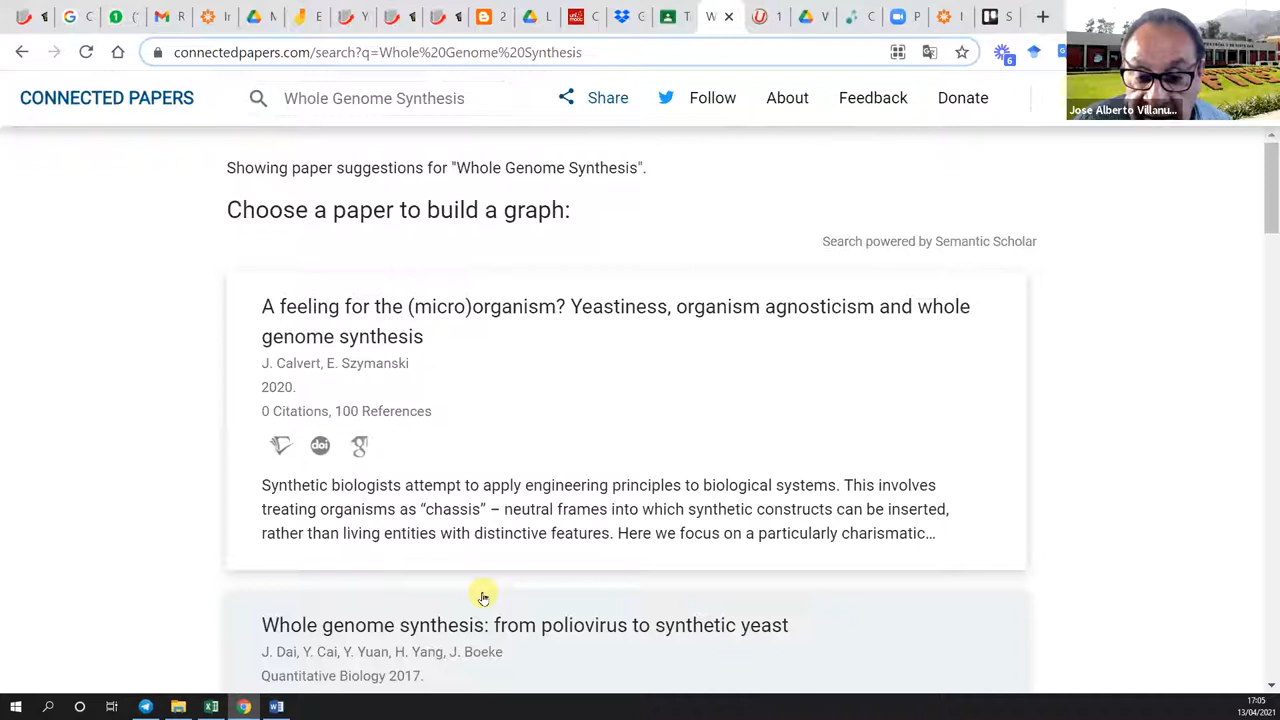 connectedpapers.com/search?q=Whole%20Genome%20Synthesis
6
CONNECTED PAPERS
Whole Genome Synthesis
Share
Follow
About
Feedback
Donate
Jose Alberto Villanu...
Showing paper suggestions for "Whole Genome Synthesis".
Choose a paper to build a graph:
Search powered by Semantic Scholar
A feeling for the (micro)organism? Yeastiness, organism agnosticism and whole
genome synthesis
J. Calvert, E. Szymanski
2020.
0 Citations, 100 References
doi
Synthetic biologists attempt to apply engineering principles to biological systems. This involves
treating organisms as “chassis” – neutral frames into which synthetic constructs can be inserted,
rather than living entities with distinctive features. Here we focus on a particularly charismatic…
Whole genome synthesis: from poliovirus to synthetic yeast
J. Dai, Y. Cai, Y. Yuan, H. Yang, J. Boeke
Quantitative Biology 2017.
17:05
13/04/2021